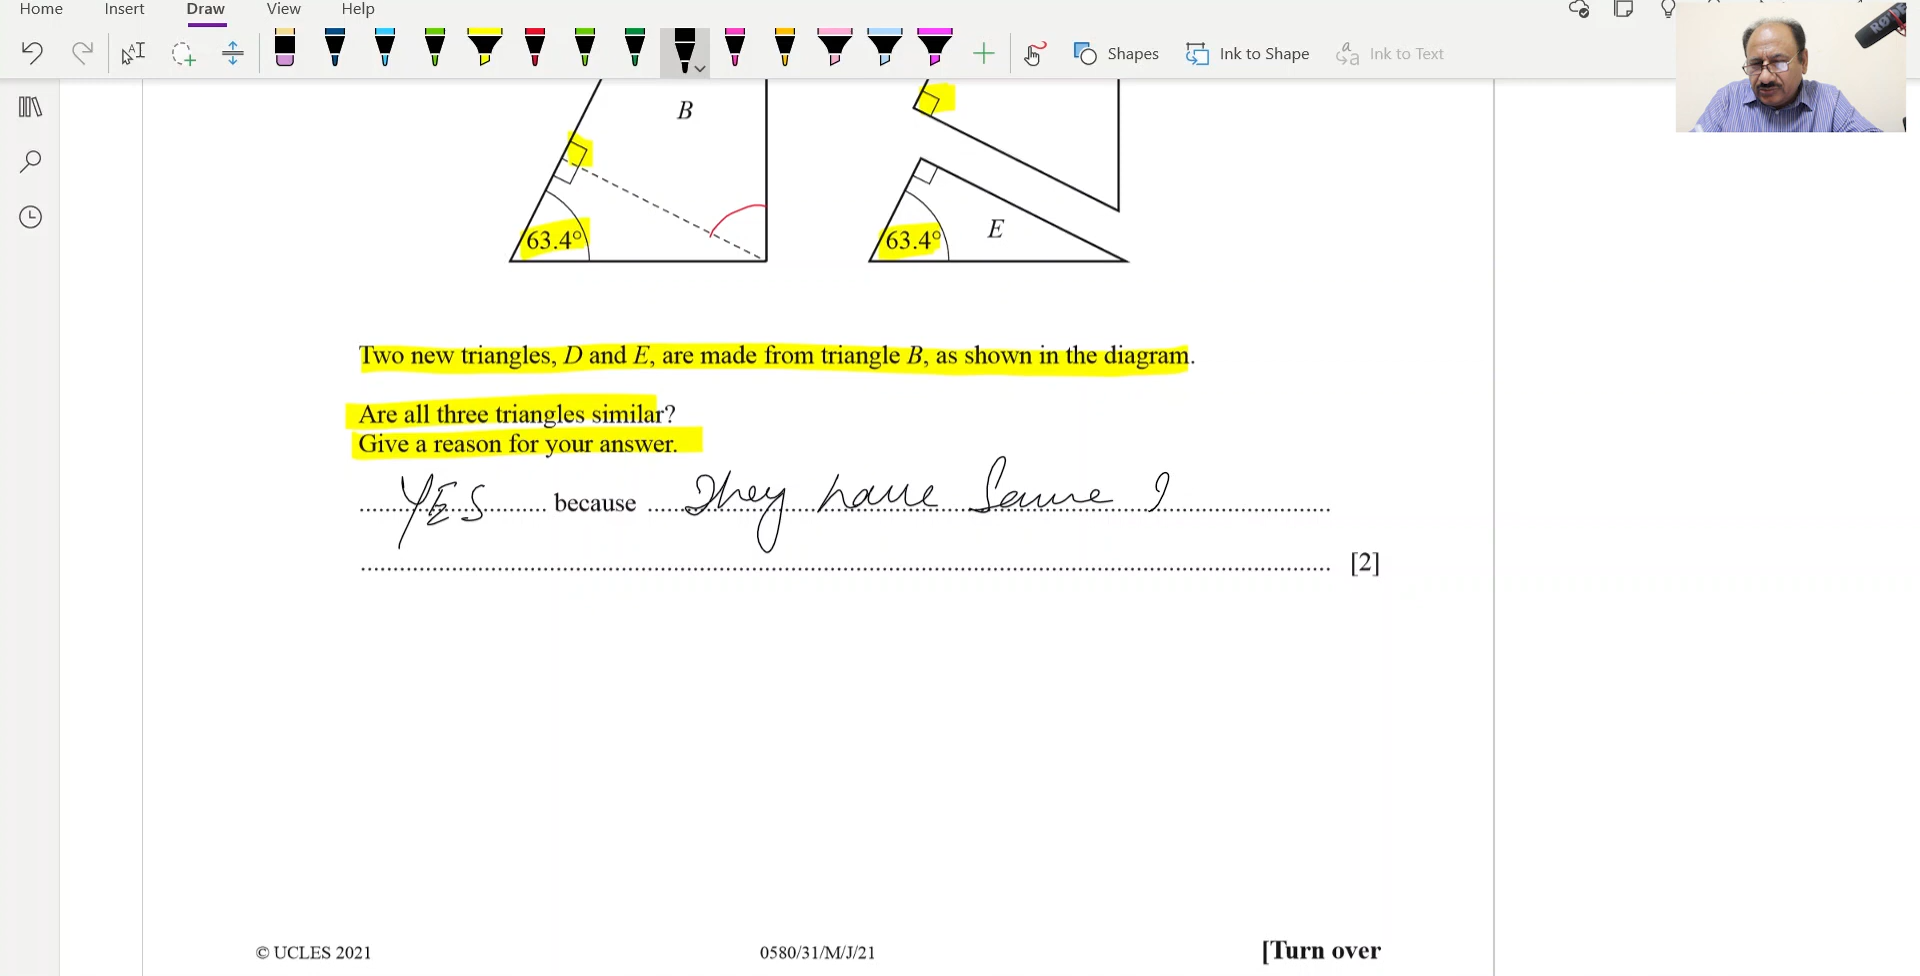 Home Insert Draw View Help
Shapes Ink to Shape Ink to Text
B
63.4°
63.4°
E
Two new triangles, D and E, are made from triangle B, as shown in the diagram.
Are all three triangles similar?
Give a reason for your answer.
YES because They have Same
[2]
© UCLES 2021 0580/31/M/J/21 [Turn over